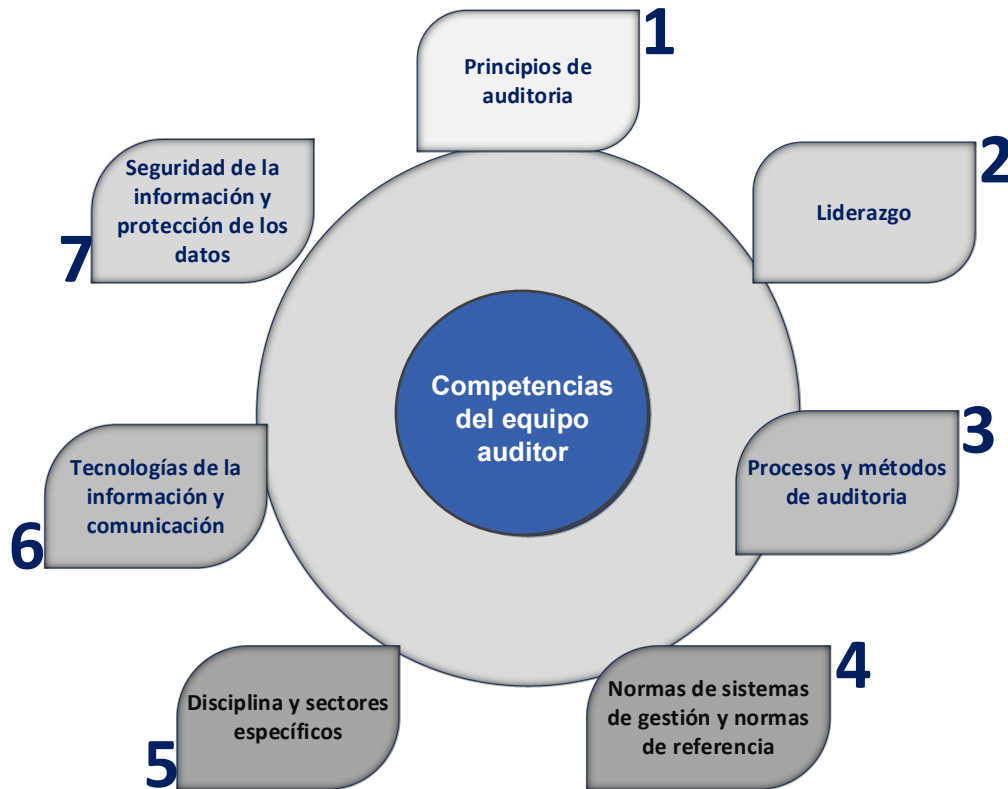 1
Principios de
auditoria
2
Liderazgo
3
Procesos y métodos
de auditoria
4
Normas de sistemas
de gestión y normas
de referencia
5
Disciplina y sectores
específicos
6
Tecnologías de la
información y
comunicación
7
Seguridad de la
información y
protección de los
datos
Competencias
del equipo
auditor